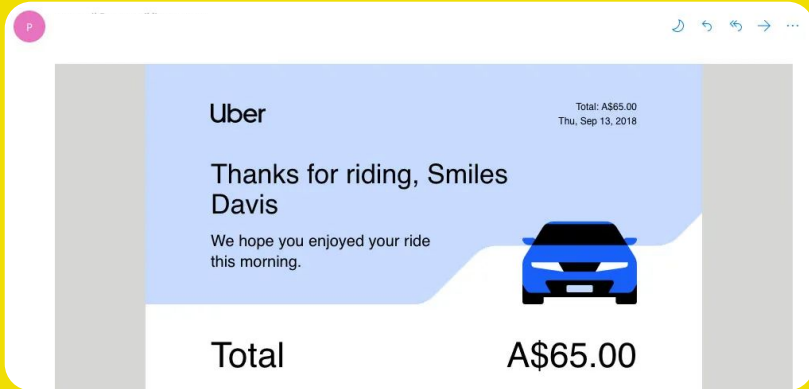 P
Uber
Total: A$65.00
Thu, Sep 13, 2018
Thanks for riding, Smiles
Davis
We hope you enjoyed your ride
this morning.
Total A$65.00